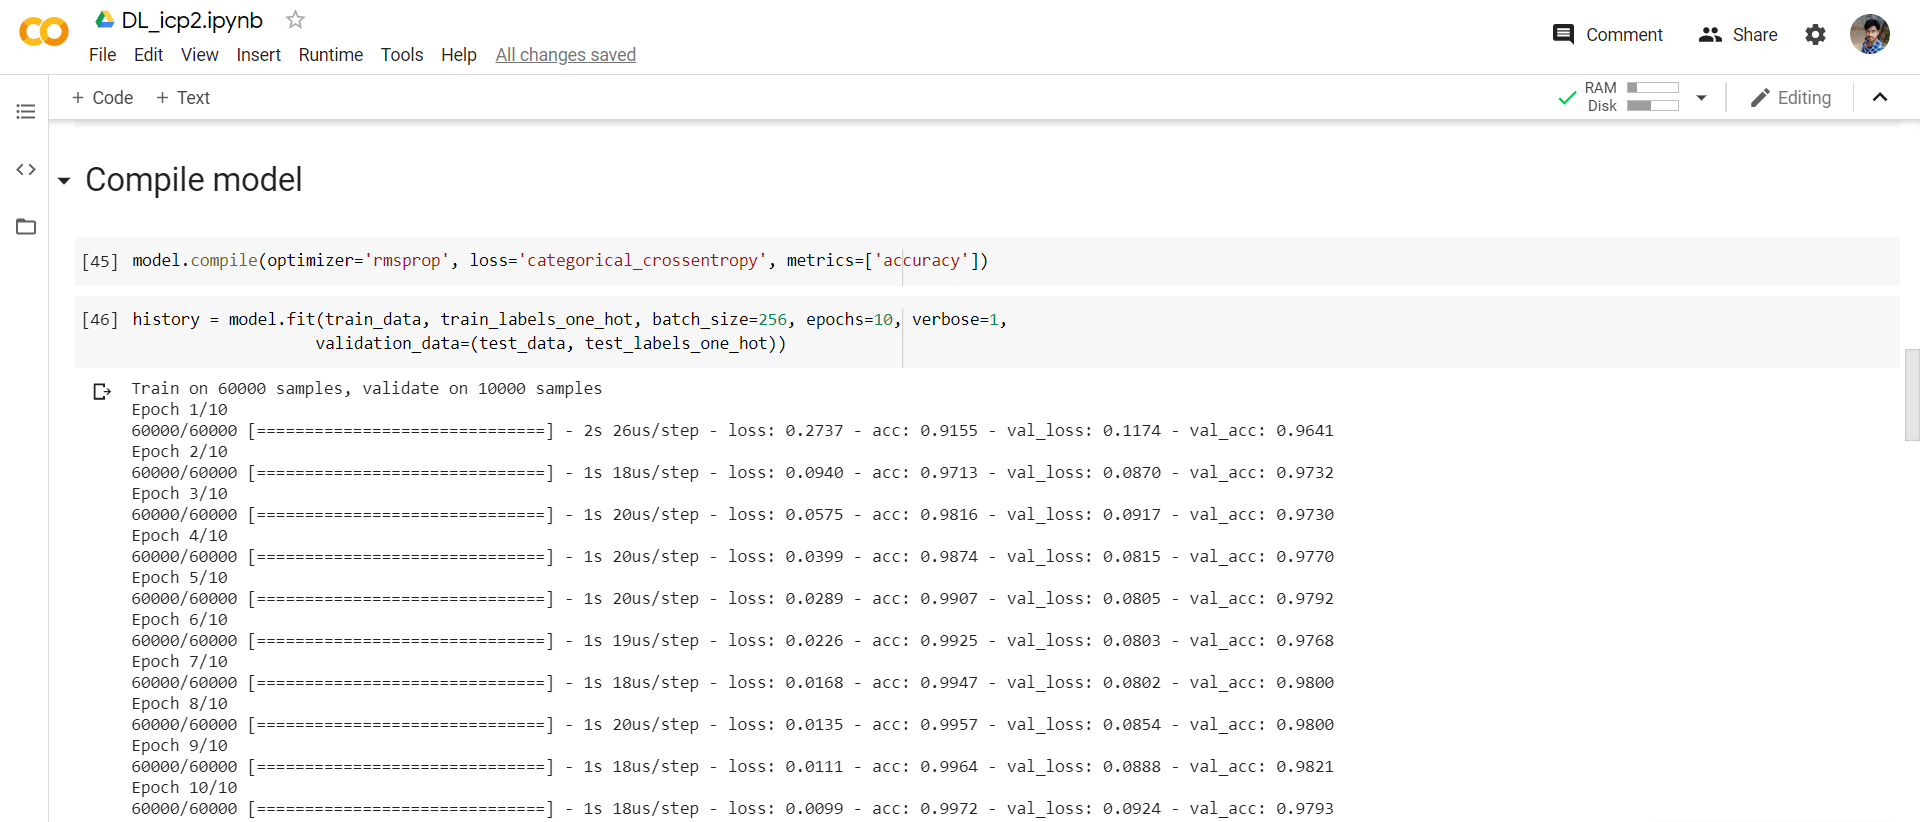 DL_icp2.ipynb
File Edit View Insert Runtime Tools Help All changes saved
Comment Share
+ Code + Text
RAM
Disk
Editing
Compile model
[45] model.compile(optimizer='rmsprop', loss='categorical_crossentropy', metrics=['accuracy'])
[46] history = model.fit(train_data, train_labels_one_hot, batch_size=256, epochs=10, verbose=1,
validation_data=(test_data, test_labels_one_hot))
Train on 60000 samples, validate on 10000 samples
Epoch 1/10
60000/60000 [==============================] - 2s 26us/step - loss: 0.2737 - acc: 0.9155 - val_loss: 0.1174 - val_acc: 0.9641
Epoch 2/10
60000/60000 [==============================] - 1s 18us/step - loss: 0.0940 - acc: 0.9713 - val_loss: 0.0870 - val_acc: 0.9732
Epoch 3/10
60000/60000 [==============================] - 1s 20us/step - loss: 0.0575 - acc: 0.9816 - val_loss: 0.0917 - val_acc: 0.9730
Epoch 4/10
60000/60000 [==============================] - 1s 20us/step - loss: 0.0399 - acc: 0.9874 - val_loss: 0.0815 - val_acc: 0.9770
Epoch 5/10
60000/60000 [==============================] - 1s 20us/step - loss: 0.0289 - acc: 0.9907 - val_loss: 0.0805 - val_acc: 0.9792
Epoch 6/10
60000/60000 [==============================] - 1s 19us/step - loss: 0.0226 - acc: 0.9925 - val_loss: 0.0803 - val_acc: 0.9768
Epoch 7/10
60000/60000 [==============================] - 1s 18us/step - loss: 0.0168 - acc: 0.9947 - val_loss: 0.0802 - val_acc: 0.9800
Epoch 8/10
60000/60000 [==============================] - 1s 20us/step - loss: 0.0135 - acc: 0.9957 - val_loss: 0.0854 - val_acc: 0.9800
Epoch 9/10
60000/60000 [==============================] - 1s 18us/step - loss: 0.0111 - acc: 0.9964 - val_loss: 0.0888 - val_acc: 0.9821
Epoch 10/10
60000/60000 [==============================] - 1s 18us/step - loss: 0.0099 - acc: 0.9972 - val_loss: 0.0924 - val_acc: 0.9793